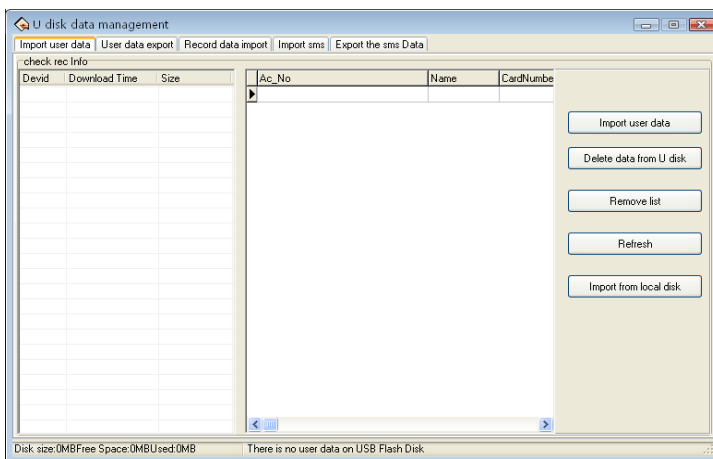 U disk data management
Import user data User data export Record data import Import sms Export the sms Data
check rec Info
Devid Download Time Size Ac_No Name CardNumbe
Import user data
Delete data from U disk
Remove list
Refresh
Import from local disk
Disk size:0MBFree Space:0MBUsed:0MB There is no user data on USB Flash Disk